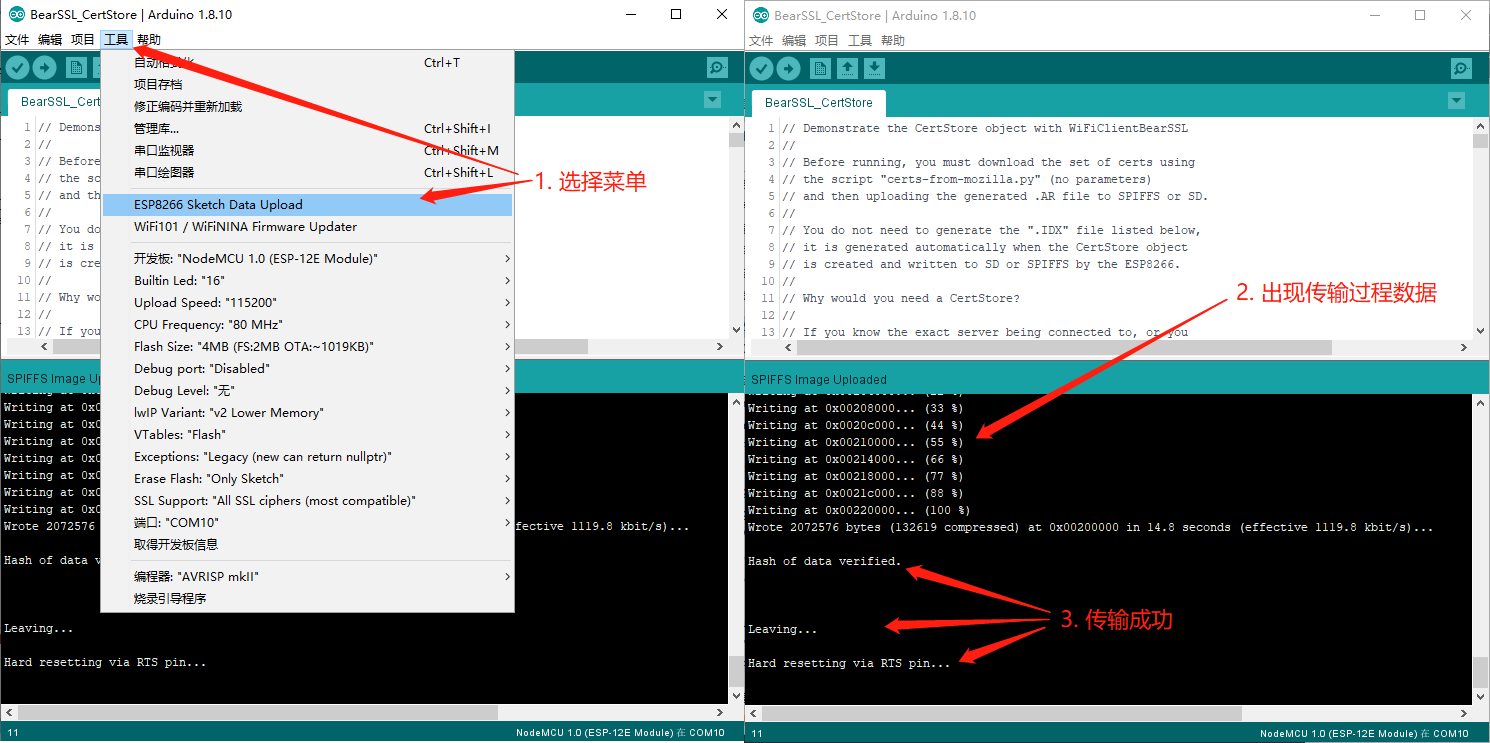 BearSSL_CertStore | Arduino 1.8.10
文件 编辑 项目 工具 帮助
自动格式化 Ctrl+T
项目存档
修正编码并重新加载
管理库... Ctrl+Shift+I
串口监视器 Ctrl+Shift+M
串口绘图器 Ctrl+Shift+L
ESP8266 Sketch Data Upload
WiFi101 / WiFiNINA Firmware Updater
开发板: "NodeMCU 1.0 (ESP-12E Module)"
Builtin Led: "16"
Upload Speed: "115200"
CPU Frequency: "80 MHz"
Flash Size: "4MB (FS:2MB OTA:~1019KB)"
Debug port: "Disabled"
Debug Level: "无"
lwIP Variant: "v2 Lower Memory"
VTables: "Flash"
Exceptions: "Legacy (new can return nullptr)"
Erase Flash: "Only Sketch"
SSL Support: "All SSL ciphers (most compatible)"
端口: "COM10"
取得开发板信息
编程器: "AVRISP mkII"
烧录引导程序
1. 选择菜单
BearSSL_Cert
1 // Demons
2 //
3 // Before
4 // the sc
5 // and th
6 //
7 // You do
8 // it is
9 // is cre
10 //
11 // Why wo
12 //
13 // If you
SPIFFS Image Up
Writing at 0x0
Writing at 0x0
Writing at 0x0
Writing at 0x0
Writing at 0x0
Writing at 0x0
Writing at 0x0
Wrote 2072576 ffective 1119.8 kbit/s)...
Hash of data v
Leaving...
Hard resetting via RTS pin...
11 NodeMCU 1.0 (ESP-12E Module) 在 COM10
BearSSL_CertStore | Arduino 1.8.10
文件 编辑 项目 工具 帮助
BearSSL_CertStore
1 // Demonstrate the CertStore object with WiFiClientBearSSL
2 //
3 // Before running, you must download the set of certs using
4 // the script "certs-from-mozilla.py" (no parameters)
5 // and then uploading the generated .AR file to SPIFFS or SD.
6 //
7 // You do not need to generate the ".IDX" file listed below,
8 // it is generated automatically when the CertStore object
9 // is created and written to SD or SPIFFS by the ESP8266.
10 //
11 // Why would you need a CertStore?
12 //
13 // If you know the exact server being connected to, or you
2. 出现传输过程数据
SPIFFS Image Uploaded
Writing at 0x00208000... (33 %)
Writing at 0x0020c000... (44 %)
Writing at 0x00210000... (55 %)
Writing at 0x00214000... (66 %)
Writing at 0x00218000... (77 %)
Writing at 0x0021c000... (88 %)
Writing at 0x00220000... (100 %)
Wrote 2072576 bytes (132619 compressed) at 0x00200000 in 14.8 seconds (effective 1119.8 kbit/s)...
Hash of data verified.
3. 传输成功
Leaving...
Hard resetting via RTS pin...
11 NodeMCU 1.0 (ESP-12E Module) 在 COM10